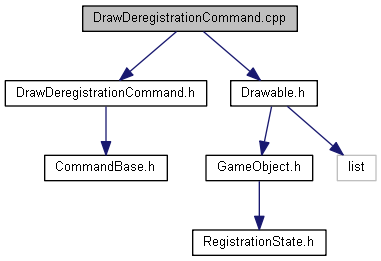 DrawDeregistrationCommand.cpp
DrawDeregistrationCommand.h
Drawable.h
CommandBase.h
GameObject.h
list
RegistrationState.h